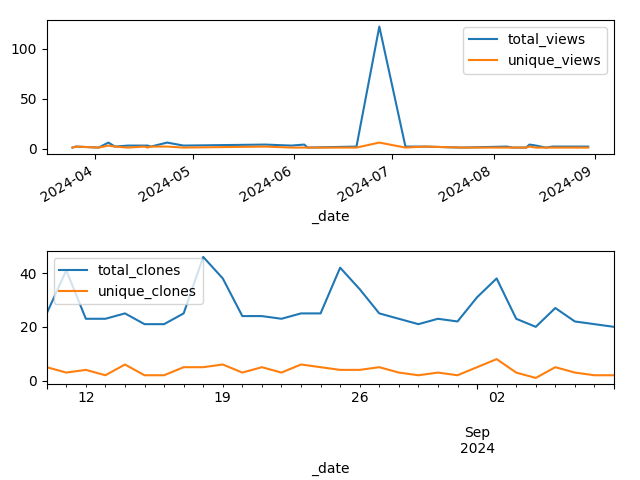 total_views
unique_views
100
50
0
2024-04
2024-05
2024-06
2024-07
2024-08
2024-09
_date
total_clones
unique_clones
40
20
0
12
19
26
02
Sep
2024
_date